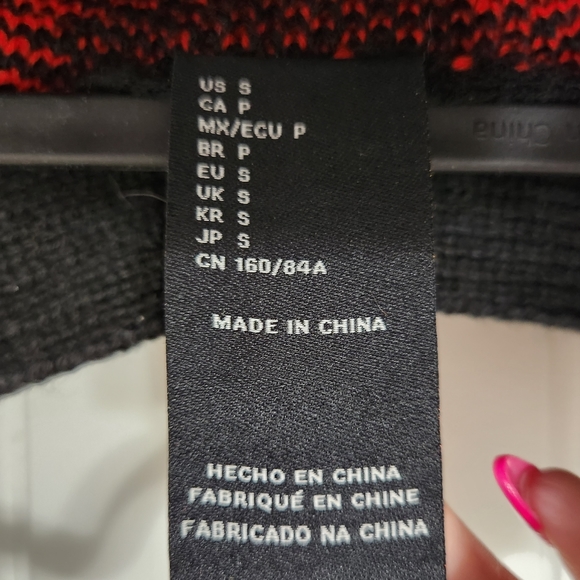 US S
CA P
MX/ECU P
BR P
EU S
UK S
KR S
JP S
CN 160/84A
MADE IN CHINA
HECHO EN CHINA
FABRIQUÉ EN CHINE
FABRICADO NA CHINA
China